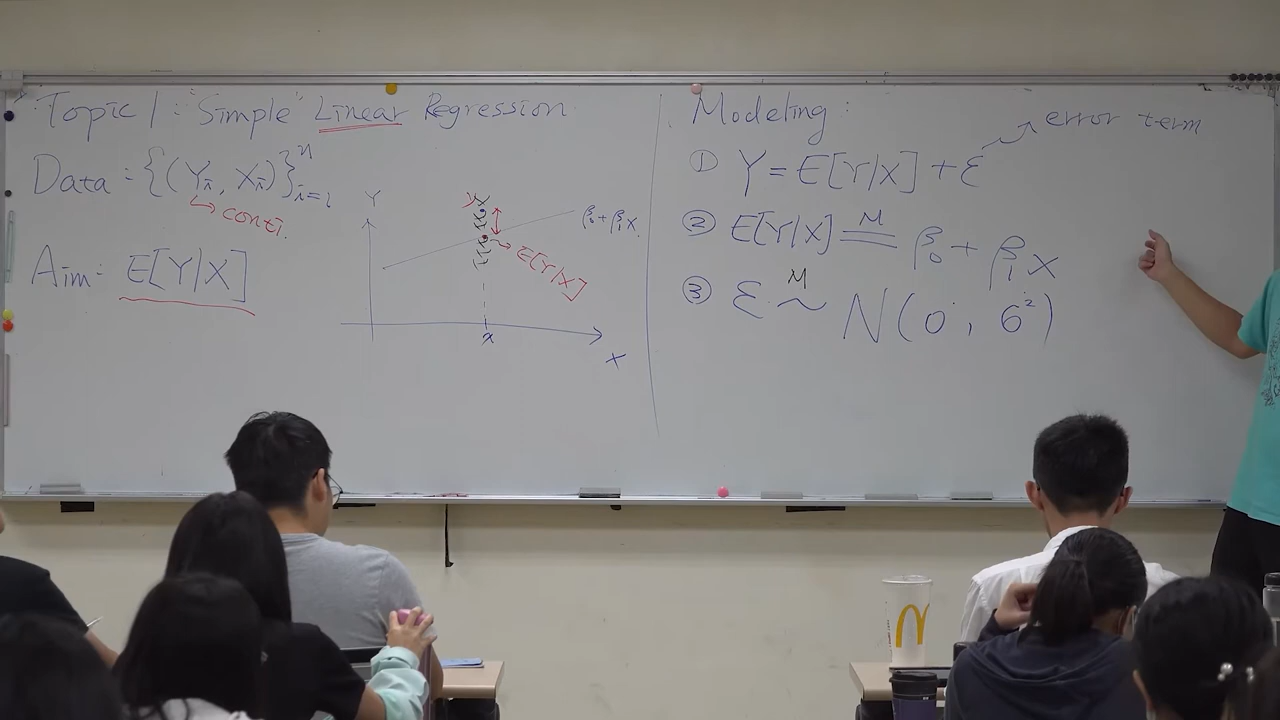 Topic 1: "Simple" Linear Regression
Data: {(Yᵢ, Xᵢ)}ⁿᵢ₌₁
↳ conti.
Aim: E[Y|X]
Y
β₀+β₁X
E[Y|X]
x
X
Modeling:
error term
① Y = E[Y|X] + ε
② E[Y|X] =ᴹ β₀ + β₁X
③ ε ~ᴹ N(0, σ²)